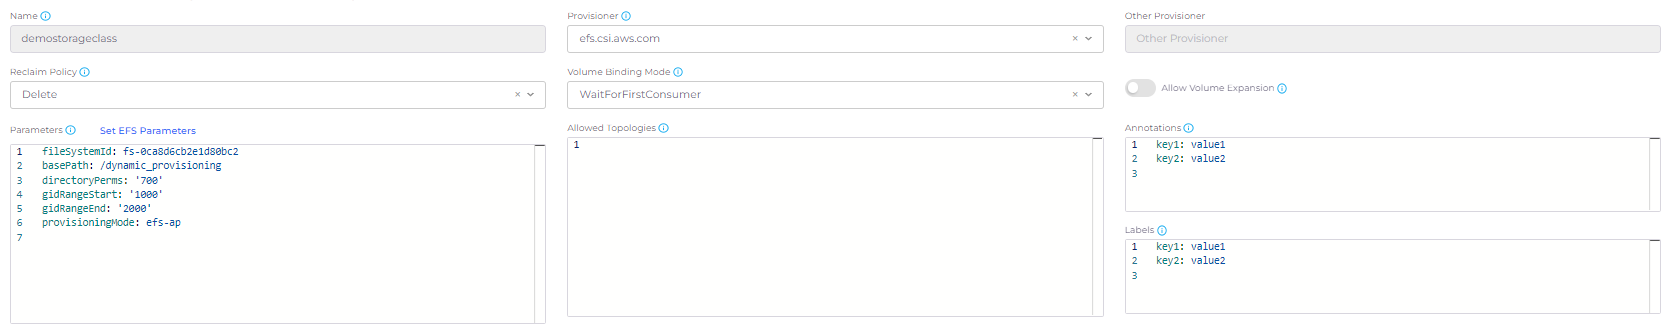 Name
demostorageclass
Provisioner
efs.csi.aws.com
Other Provisioner
Other Provisioner
Reclaim Policy
Delete
Volume Binding Mode
WaitForFirstConsumer
Allow Volume Expansion
Parameters
Set EFS Parameters
1 fileSystemId: fs-0ca8d6cb2e1d80bc2
2 basePath: /dynamic_provisioning
3 directoryPerms: '700'
4 gidRangeStart: '1000'
5 gidRangeEnd: '2000'
6 provisioningMode: efs-ap
7
Allowed Topologies
1
Annotations
1 key1: value1
2 key2: value2
3
Labels
1 key1: value1
2 key2: value2
3